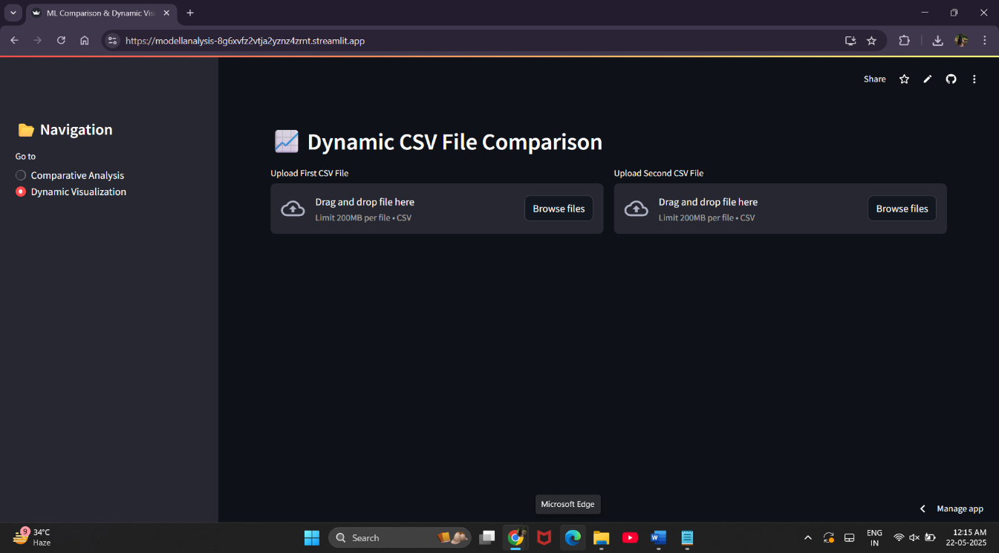 ML Comparison & Dynamic Vis
https://modellanalysis-8g6xvfz2vtja2yznz4zrnt.streamlit.app
Share
Navigation
Go to
Comparative Analysis
Dynamic Visualization
Dynamic CSV File Comparison
Upload First CSV File
Upload Second CSV File
Drag and drop file here
Limit 200MB per file • CSV
Browse files
Drag and drop file here
Limit 200MB per file • CSV
Browse files
Microsoft Edge
Manage app
9
34°C
Haze
Search
ENG
IN
12:15 AM
22-05-2025